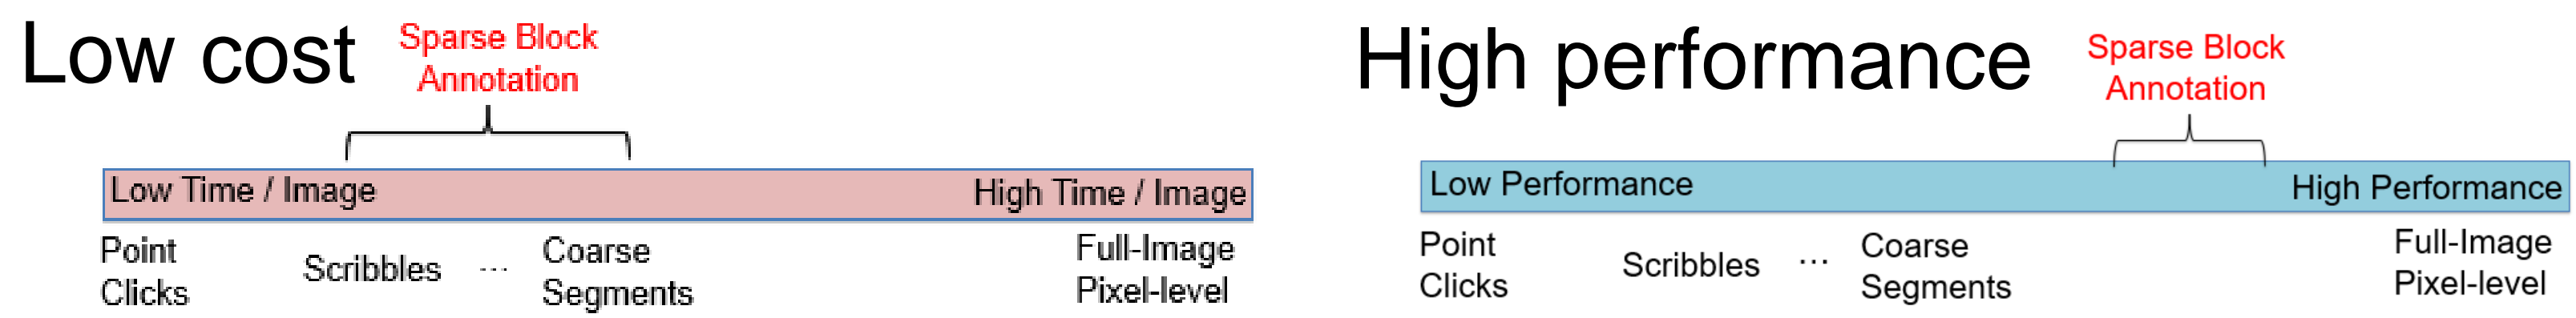 Low cost
Sparse Block
Annotation
Low Time / Image
High Time / Image
Point
Clicks
Scribbles
...
Coarse
Segments
Full-Image
Pixel-level
High performance
Sparse Block
Annotation
Low Performance
High Performance
Point
Clicks
Scribbles
...
Coarse
Segments
Full-Image
Pixel-level